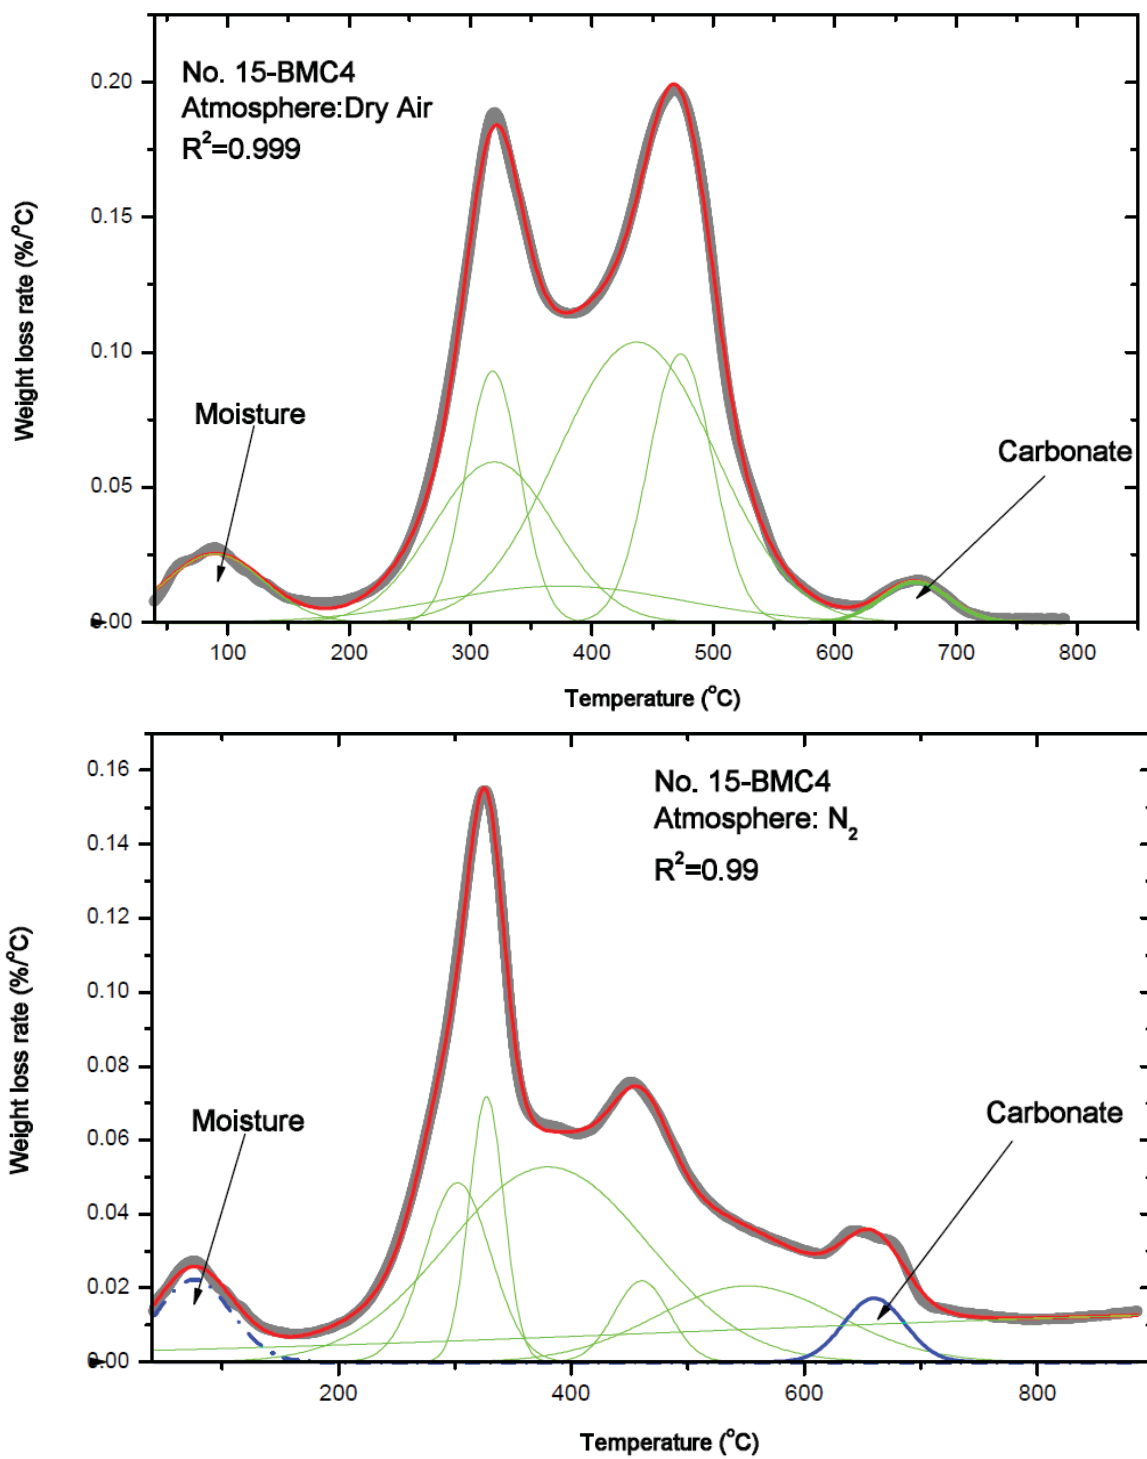 No. 15-BMC4
Atmosphere:Dry Air
R²=0.999
0.20
0.15
0.10
0.05
0.00
Weight loss rate (%/°C)
Moisture
Carbonate
100 200 300 400 500 600 700 800
Temperature (°C)
No. 15-BMC4
Atmosphere: N₂
R²=0.99
0.16
0.14
0.12
0.10
0.08
0.06
0.04
0.02
0.00
Weight loss rate (%/°C)
Moisture
Carbonate
200 400 600 800
Temperature (°C)